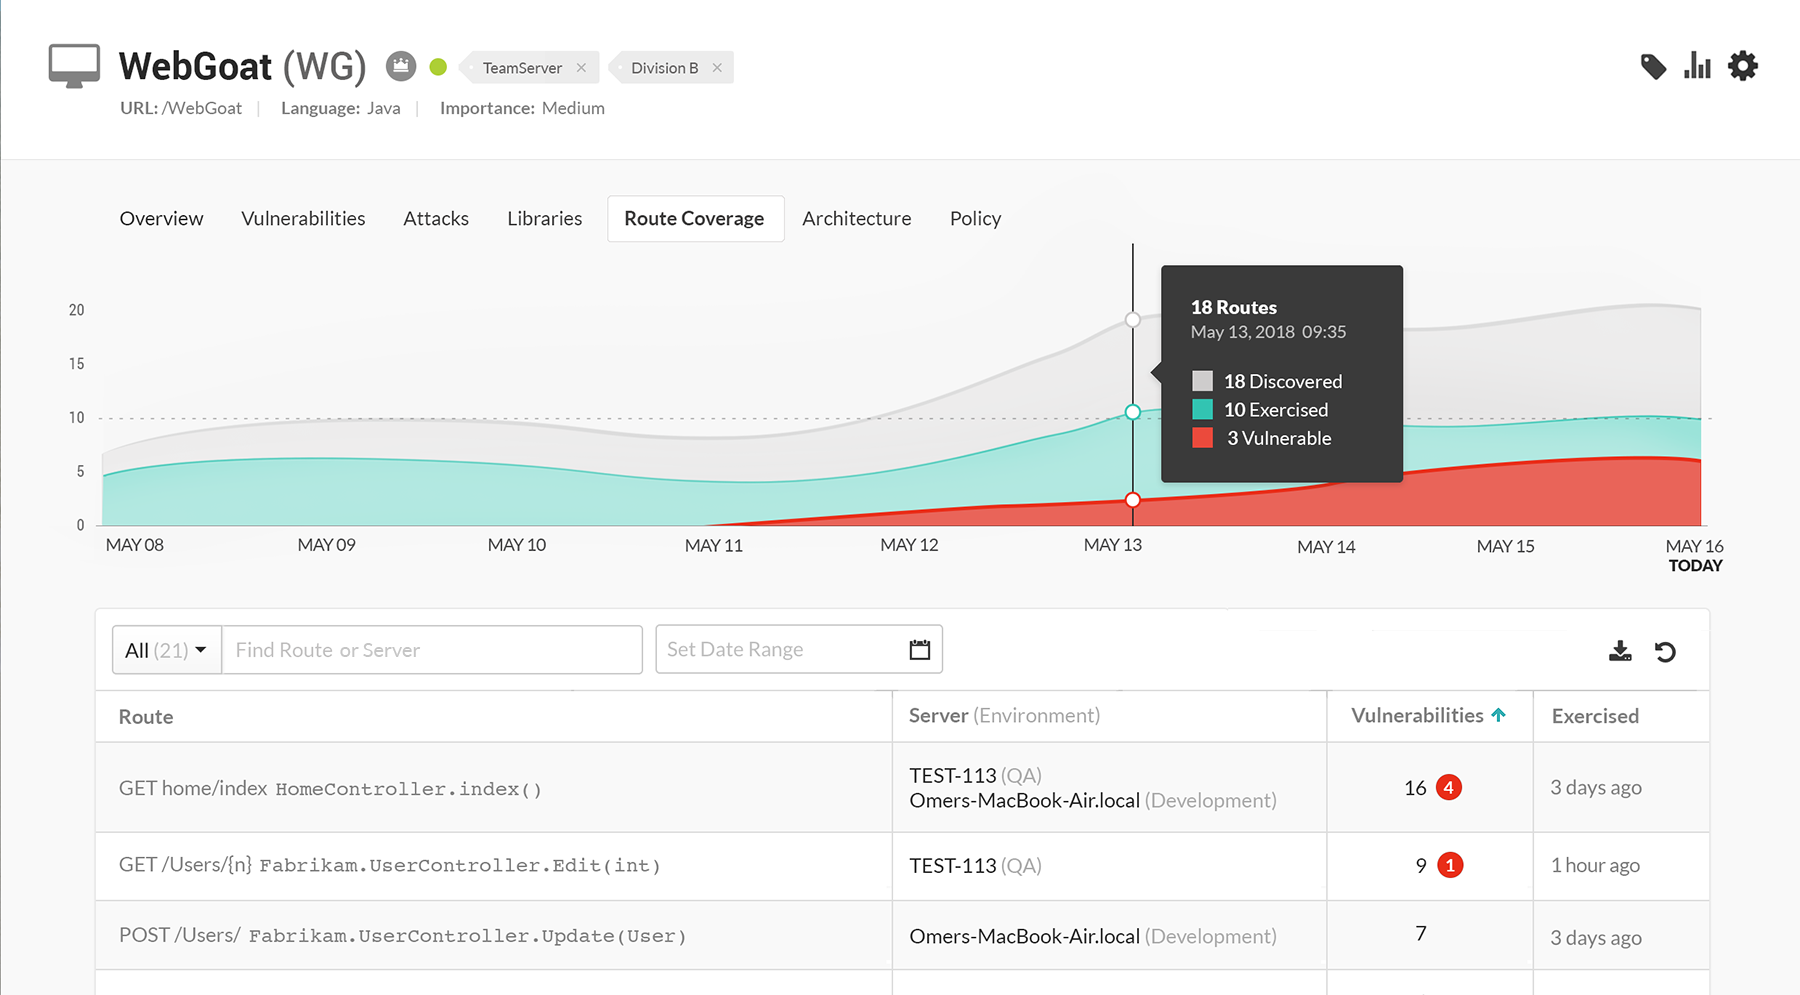 WebGoat (WG) TeamServer × Division B ×
URL: /WebGoat | Language: Java | Importance: Medium
Overview Vulnerabilities Attacks Libraries Route Coverage Architecture Policy
20
15
10
5
0
18 Routes
May 13, 2018 09:35
18 Discovered
10 Exercised
3 Vulnerable
MAY 08 MAY 09 MAY 10 MAY 11 MAY 12 MAY 13 MAY 14 MAY 15 MAY 16
TODAY
All (21) Find Route or Server Set Date Range
Route Server (Environment) Vulnerabilities Exercised
GET home/index HomeController.index() TEST-113 (QA) 16 4 3 days ago
Omers-MacBook-Air.local (Development)
GET /Users/{n} Fabrikam.UserController.Edit(int) TEST-113 (QA) 9 1 1 hour ago
POST /Users/ Fabrikam.UserController.Update(User) Omers-MacBook-Air.local (Development) 7 3 days ago